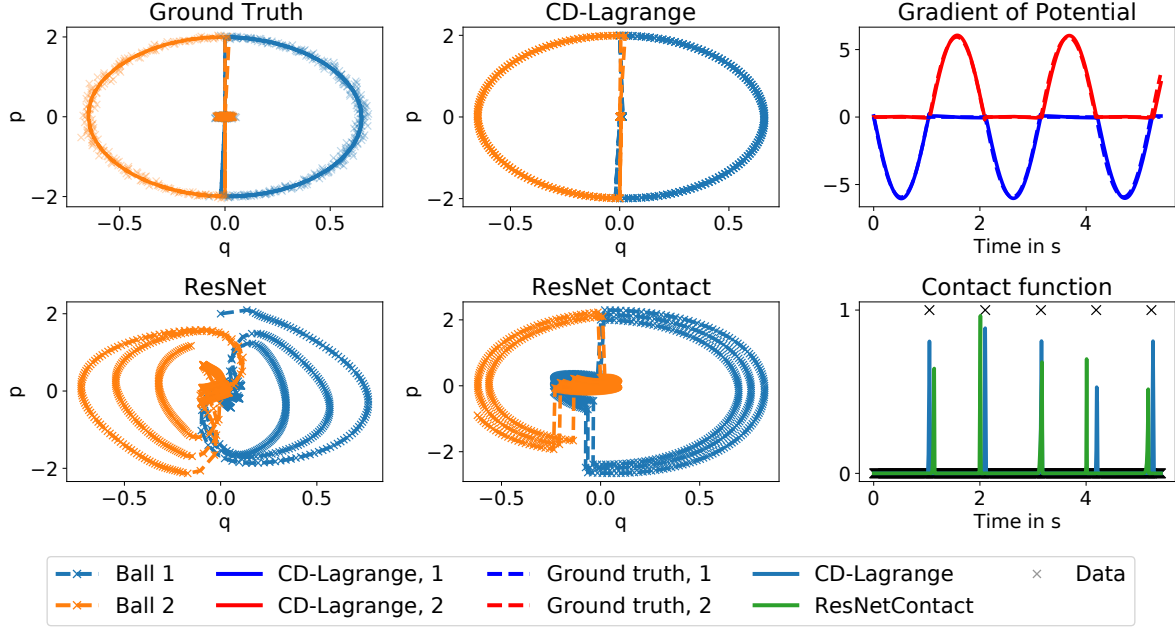 Ground Truth
CD-Lagrange
Gradient of Potential
p
2
0
−2
−0.5
0.0
0.5
q
p
2
0
−2
−0.5
0.0
0.5
q
5
0
−5
0
2
4
Time in s
ResNet
ResNet Contact
Contact function
p
2
0
−2
−0.5
0.0
0.5
q
p
2
0
−2
−0.5
0.0
0.5
q
1
0
0
2
4
Time in s
Ball 1
CD-Lagrange, 1
Ground truth, 1
CD-Lagrange
Data
Ball 2
CD-Lagrange, 2
Ground truth, 2
ResNetContact